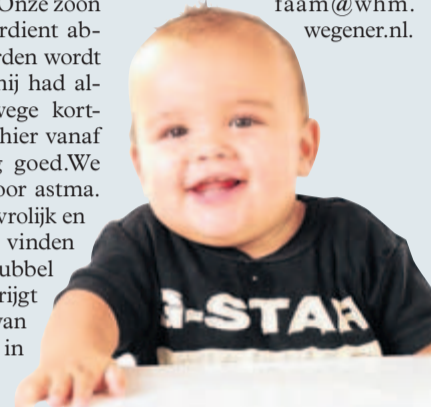 Onze zoon
rdient ab-
rden wordt
hij had al-
wege kort-
hier vanaf
goed.We
oor astma.
vrolijk en
vinden
ubbel
rijgt
van
in
faam@whm.
wegener.nl.
G-STAR